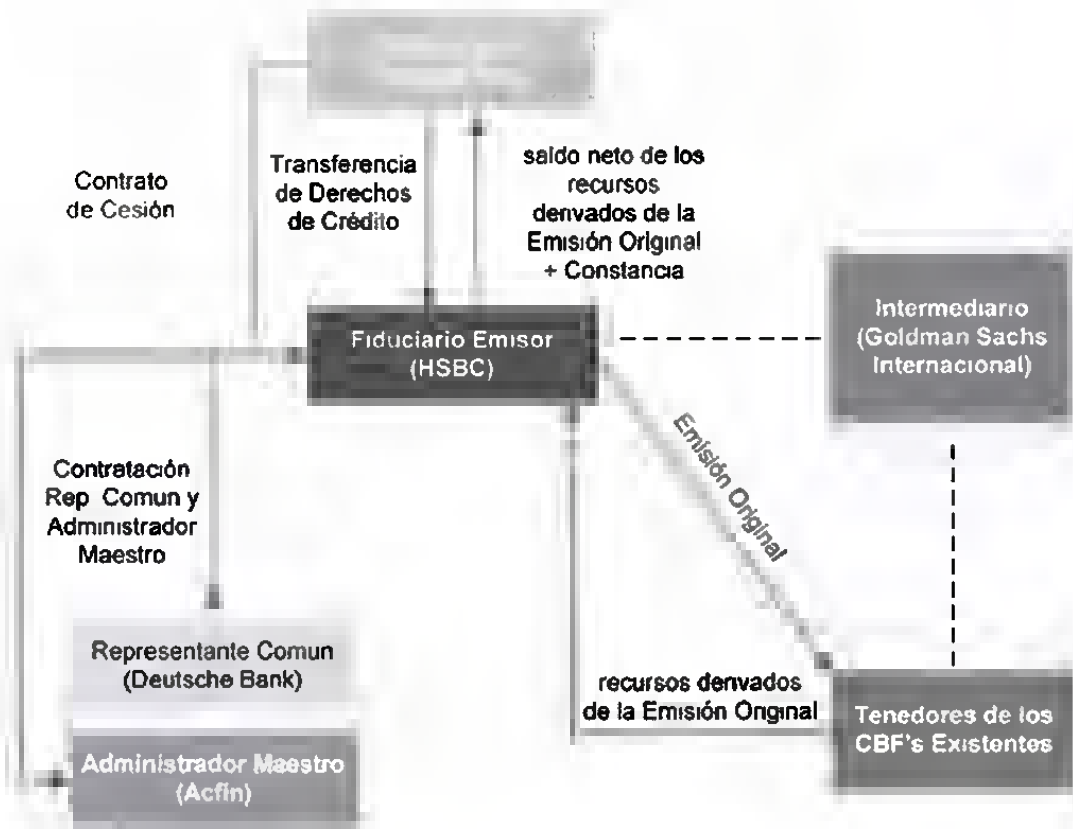 Contrato
de Cesión
Transferencia
de Derechos
de Crédito
saldo neto de los
recursos
derivados de la
Emisión Original
+ Constancia
Fiduciario Emisor
(HSBC)
Intermediario
(Goldman Sachs
Internacional)
Emisión Original
Contratación
Rep Comun y
Administrador
Maestro
Representante Comun
(Deutsche Bank)
Administrador Maestro
(Acfin)
recursos derivados
de la Emisión Original
Tenedores de los
CBF's Existentes